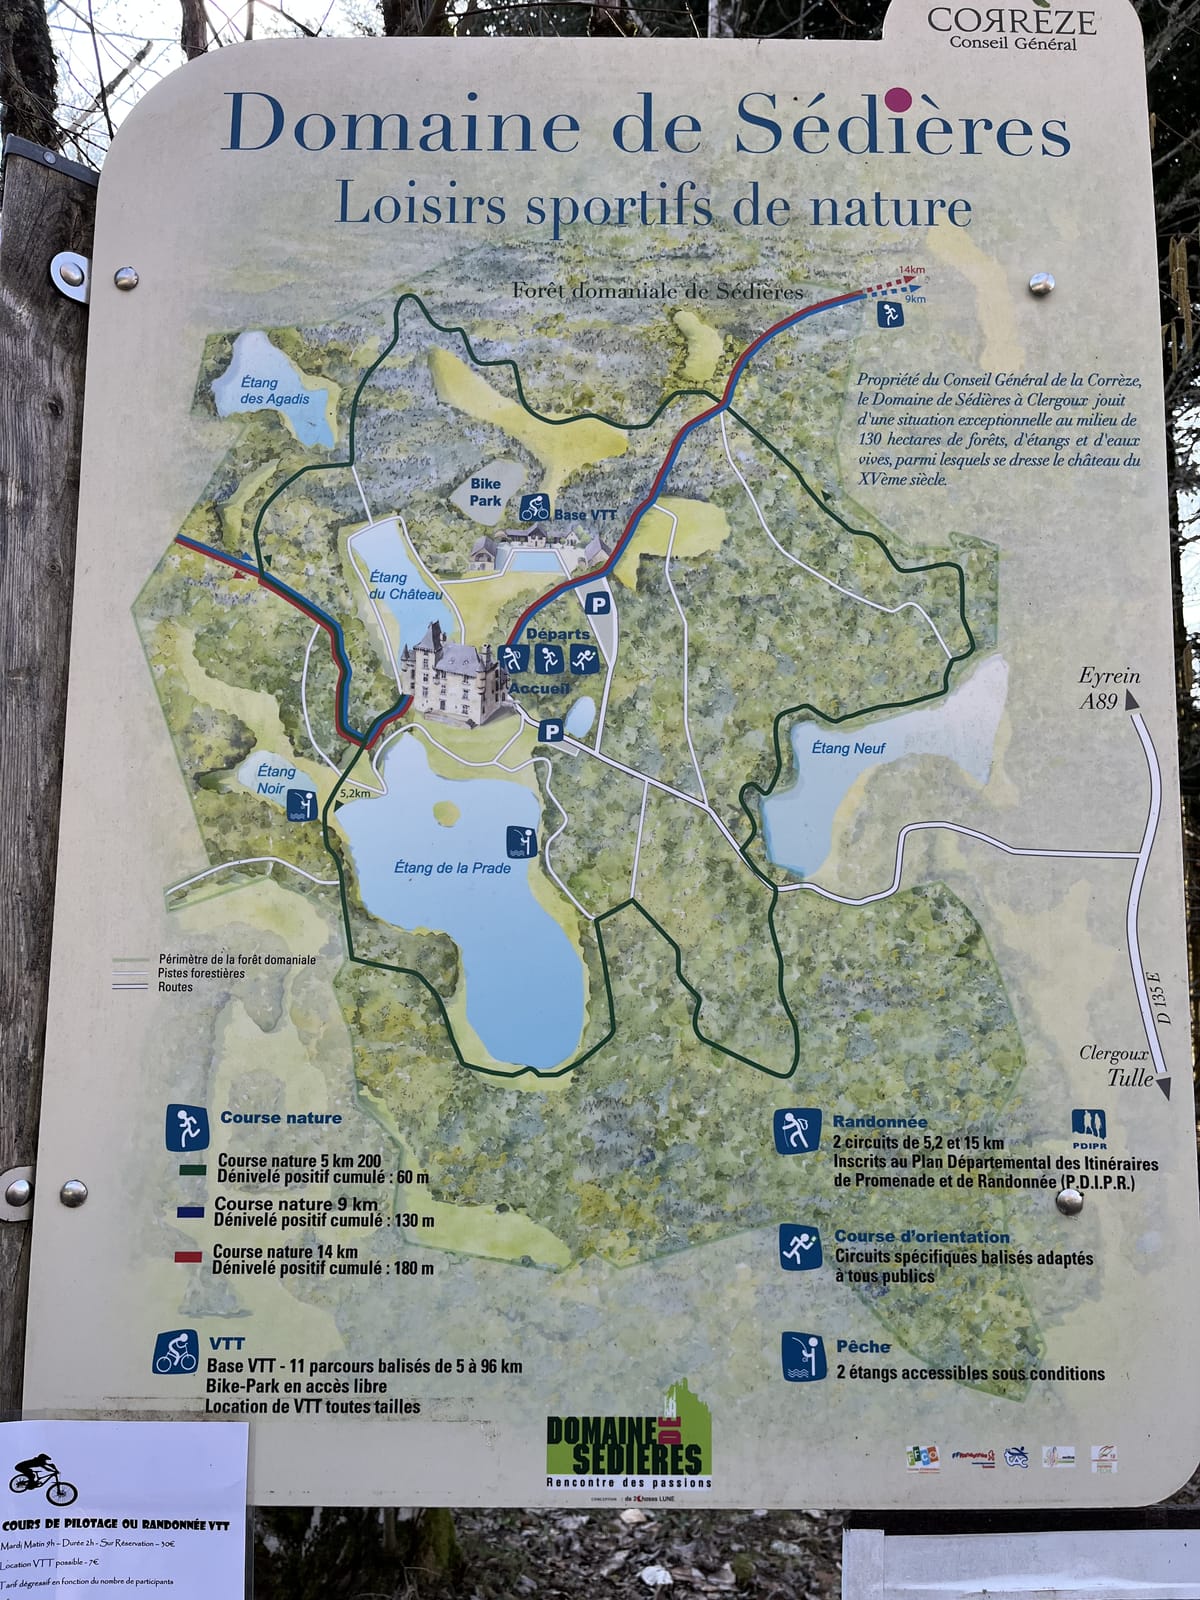 CORRÈZE
Conseil Général
Domaine de Sédières
Loisirs sportifs de nature
14km
Forêt domaniale de Sédières
9km
Propriété du Conseil Général de la Corrèze,
le Domaine de Sédières à Clergoux jouit
d'une situation exceptionnelle au milieu de
130 hectares de forêts, d'étangs et d'eaux
vives, parmi lesquels se dresse le château du
XVème siècle.
Étang
des Agadis
Bike
Park
Base VTT
Étang
du Château
P
Départs
Accueil
P
Eyrein
A89
Étang Neuf
Étang
Noir
5,2km
Étang de la Prade
Périmètre de la forêt domaniale
Pistes forestières
Routes
D 135 E
Clergoux
Tulle
Course nature
Course nature 5 km 200
Dénivelé positif cumulé : 60 m
Course nature 9 km
Dénivelé positif cumulé : 130 m
Course nature 14 km
Dénivelé positif cumulé : 180 m
VTT
Base VTT - 11 parcours balisés de 5 à 96 km
Bike-Park en accès libre
Location de VTT toutes tailles
Randonnée
2 circuits de 5,2 et 15 km
Inscrits au Plan Départemental des Itinéraires
de Promenade et de Randonnée (P.D.I.P.R.)
PDIPR
Course d'orientation
Circuits spécifiques balisés adaptés
à tous publics
Pêche
2 étangs accessibles sous conditions
DOMAINE
DE
SÉDIÈRES
Rencontre des passions
COURS DE PILOTAGE OU RANDONNÉE VTT
Mardi Matin 9h – Durée 2h - Sur Réservation – 30€
Location VTT possible - 7€
Tarif dégressif en fonction du nombre de participants